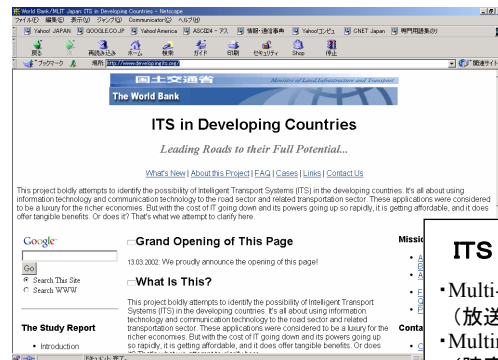 World Bank/MLIT Japan: ITS in Developing Countries - Netscape
ファイル(F) 編集(E) 表示(V) ジャンプ(G) Communicator(C) ヘルプ(H)
Yahoo! JAPAN GOOGLE.CO.JP Yahoo! America ASCII24 - アス 情報・通信事典 Yahoo!コンピュ CNET Japan 専門用語集のリ
戻る 再読み込み ホーム 検索 ガイド 印刷 セキュリティ Shop 停止
ブックマーク 場所 http://www.developingits.org/ 関連サイト
国土交通省 Ministry of Land,Infrastructure and Transport
The World Bank
ITS in Developing Countries
Leading Roads to their Full Potential...
What's New | About this Project | FAQ | Cases | Links | Contact Us
This project boldly attempts to identify the possibility of Intelligent Transport Systems (ITS) in the developing countries. It's all about using
information technology and communication technology to the road sector and related transportation sector. These applications were considered
to be a luxury for the richer economies. But with the cost of IT going down and its powers going up so rapidly, it is getting affordable, and it does
offer tangible benefits. Or does it? That's what we attempt to clarify here.
Google
Go
Search This Site
Search WWW
The Study Report
Introduction
Grand Opening of This Page
13.03.2002: We proudly announce the opening of this page!
What Is This?
This project boldly attempts to identify the possibility of Intelligent Transport
Systems (ITS) in the developing countries. It's all about using information
technology and communication technology to the road sector and related
transportation sector. These applications were considered to be a luxury for the
richer economies. But with the cost of IT going down and its powers going up
so rapidly, it is getting affordable, and it does offer tangible benefits. Or does
Missio
Conta
ITS
・Multi-
(放送
・Multi